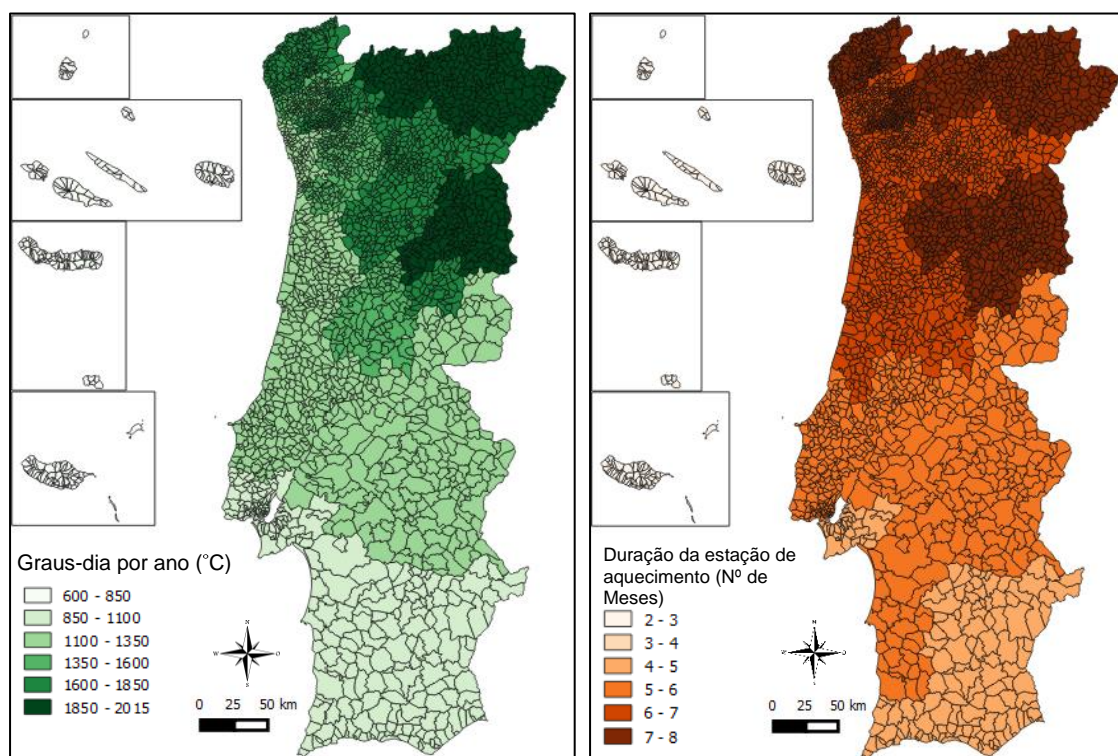 Graus-dia por ano (°C)
600 - 850
850 - 1100
1100 - 1350
1350 - 1600
1600 - 1850
1850 - 2015
N
W
O
S
0 25 50 km
Duração da estação de
aquecimento (Nº de
Meses)
2 - 3
3 - 4
4 - 5
5 - 6
6 - 7
7 - 8
N
W
O
S
0 25 50 km